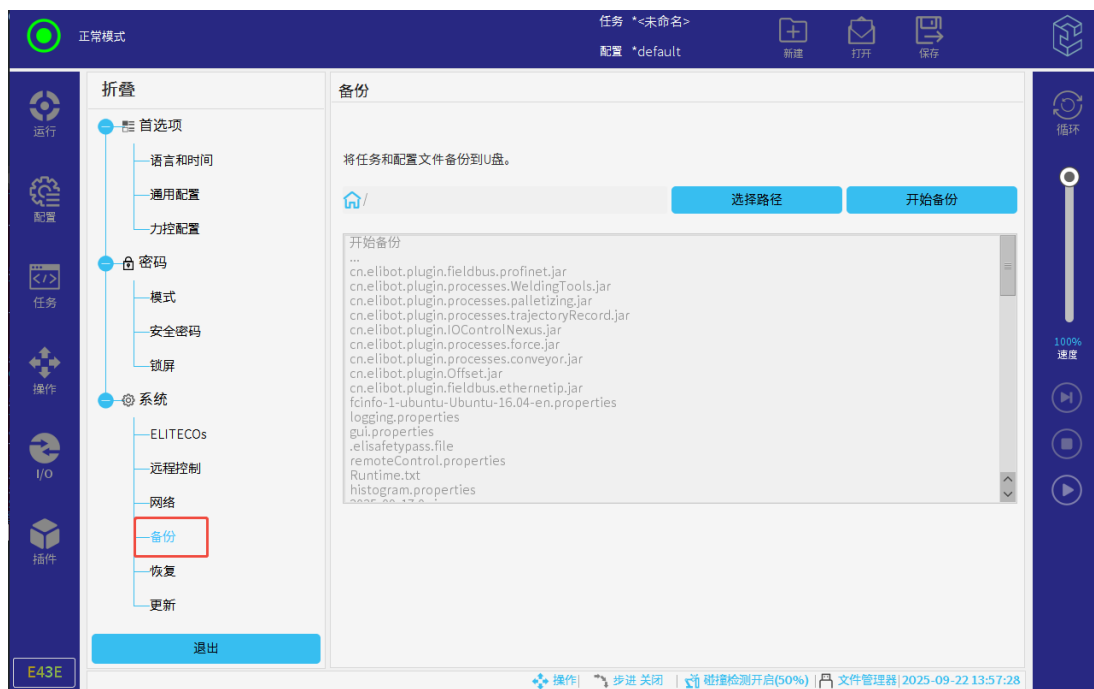 正常模式
任务 *<未命名>
配置 *default
新建
打开
保存
运行
配置
任务
操作
I/O
插件
E43E
折叠
首选项
语言和时间
通用配置
力控配置
密码
模式
安全密码
锁屏
系统
ELITECOs
远程控制
网络
备份
恢复
更新
退出
备份
将任务和配置文件备份到U盘。
/
选择路径
开始备份
开始备份
...
cn.elibot.plugin.fieldbus.profinet.jar
cn.elibot.plugin.processes.WeldingTools.jar
cn.elibot.plugin.processes.palletizing.jar
cn.elibot.plugin.processes.trajectoryRecord.jar
cn.elibot.plugin.IOControlNexus.jar
cn.elibot.plugin.processes.force.jar
cn.elibot.plugin.processes.conveyor.jar
cn.elibot.plugin.Offset.jar
cn.elibot.plugin.fieldbus.ethernetip.jar
fcinfo-1-ubuntu-Ubuntu-16.04-en.properties
logging.properties
gui.properties
.elisafetypass.file
remoteControl.properties
Runtime.txt
histogram.properties
循环
100%
速度
操作| 步进 关闭 | 碰撞检测开启(50%) | 文件管理器| 2025-09-22 13:57:28